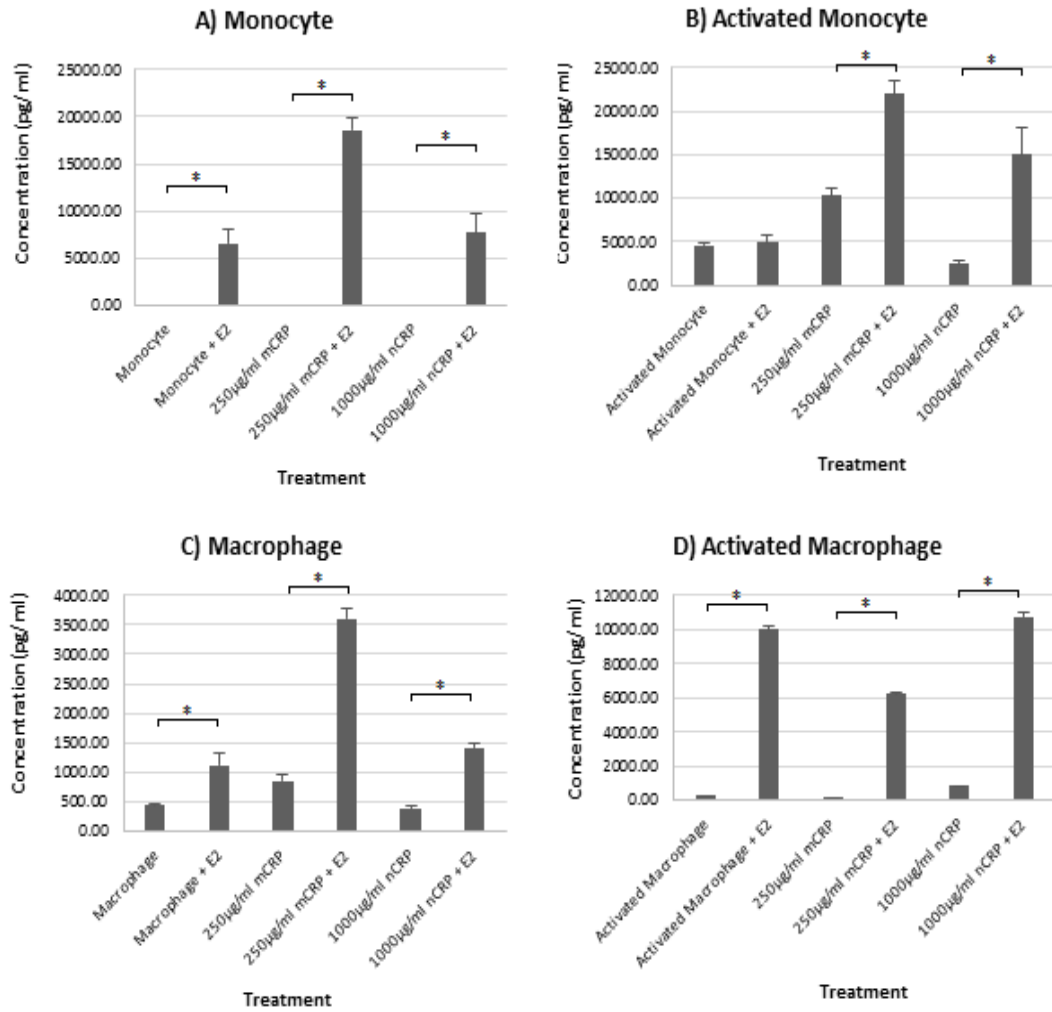 A) Monocyte
Concentration (pg/ ml)
25000.00
20000.00
15000.00
10000.00
5000.00
0.00
*
*
*
Monocyte
Monocyte + E2
250µg/ml mCRP
250µg/ml mCRP + E2
1000µg/ml nCRP
1000µg/ml nCRP + E2
Treatment
B) Activated Monocyte
Concentration (pg/ ml)
25000.00
20000.00
15000.00
10000.00
5000.00
0.00
*
*
Activated Monocyte
Activated Monocyte + E2
250µg/ml mCRP
250µg/ml mCRP + E2
1000µg/ml nCRP
1000µg/ml nCRP + E2
Treatment
C) Macrophage
Concentration (pg/ ml)
4000.00
3500.00
3000.00
2500.00
2000.00
1500.00
1000.00
500.00
0.00
*
*
*
Macrophage
Macrophage + E2
250µg/ml mCRP
250µg/ml mCRP + E2
1000µg/ml nCRP
1000µg/ml nCRP + E2
Treatment
D) Activated Macrophage
Concentration (pg/ ml)
12000.00
10000.00
8000.00
6000.00
4000.00
2000.00
0.00
*
*
*
Activated Macrophage
Activated Macrophage + E2
250µg/ml mCRP
250µg/ml mCRP + E2
1000µg/ml nCRP
1000µg/ml nCRP + E2
Treatment